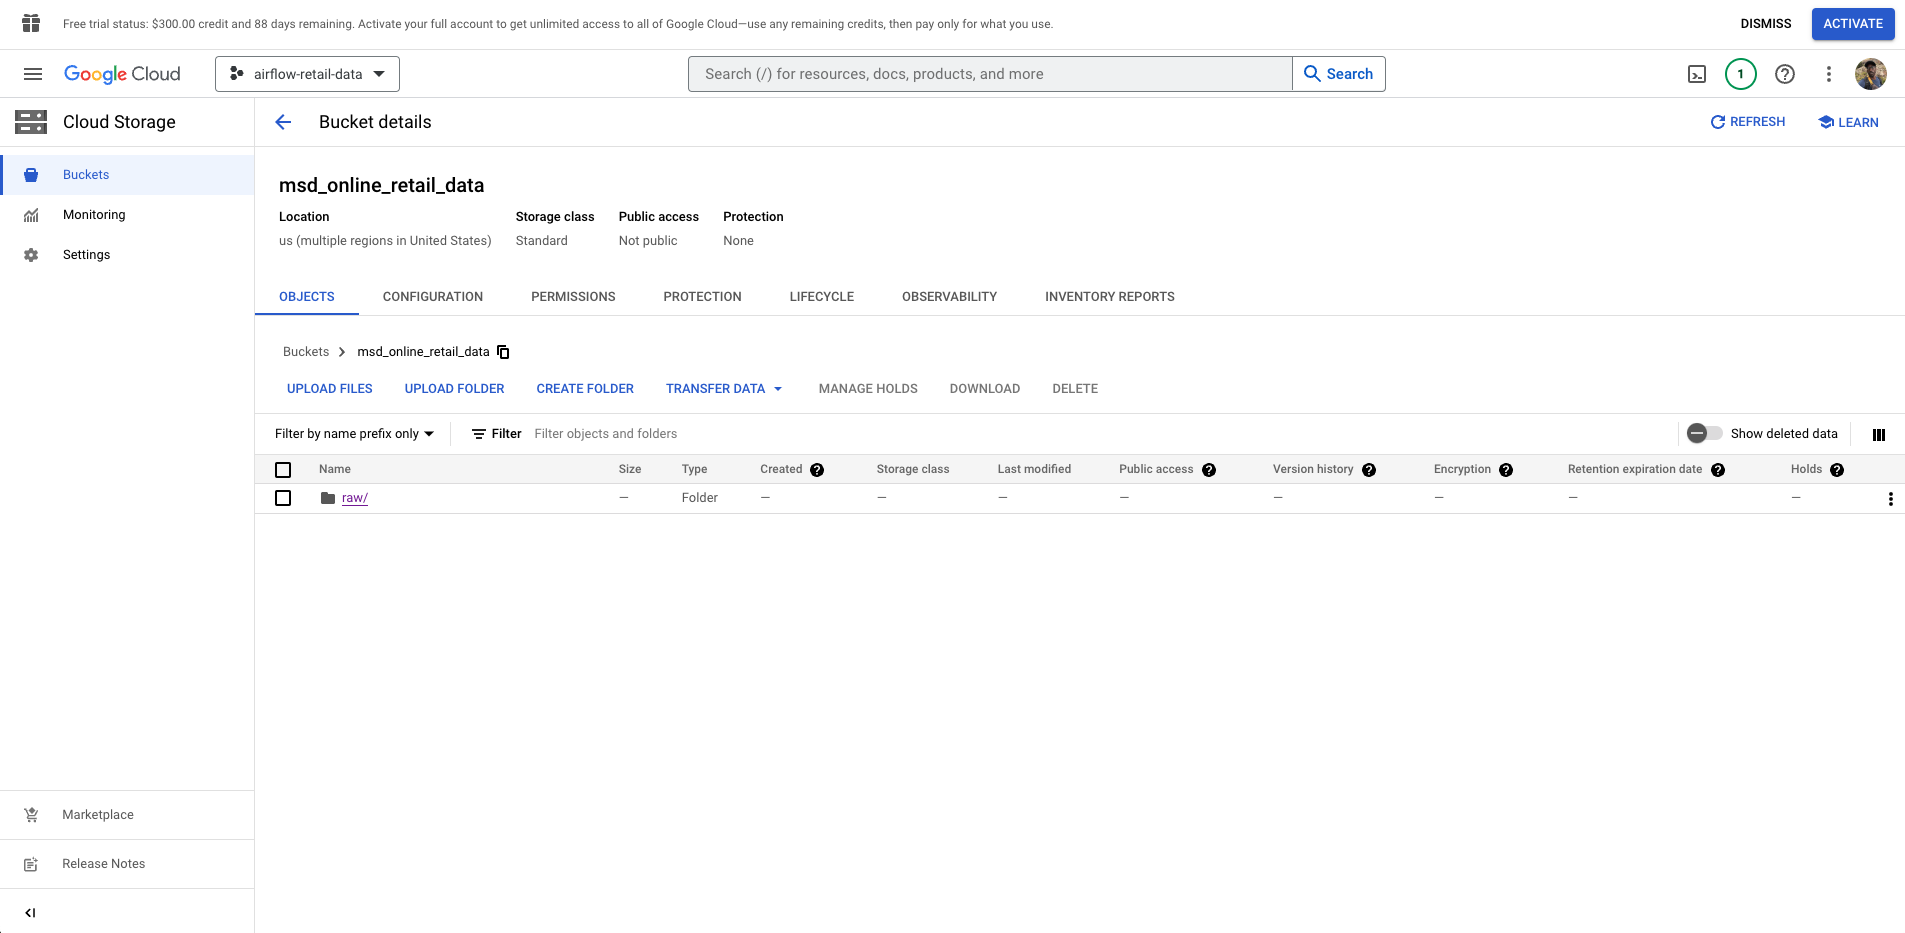 Free trial status: $300.00 credit and 88 days remaining. Activate your full account to get unlimited access to all of Google Cloud—use any remaining credits, then pay only for what you use.
DISMISS
ACTIVATE
Google Cloud
airflow-retail-data
Search (/) for resources, docs, products, and more
Search
1
Cloud Storage
Bucket details
REFRESH
LEARN
Buckets
Monitoring
Settings
msd_online_retail_data
Location Storage class Public access Protection
us (multiple regions in United States) Standard Not public None
OBJECTS CONFIGURATION PERMISSIONS PROTECTION LIFECYCLE OBSERVABILITY INVENTORY REPORTS
Buckets > msd_online_retail_data
UPLOAD FILES UPLOAD FOLDER CREATE FOLDER TRANSFER DATA MANAGE HOLDS DOWNLOAD DELETE
Filter by name prefix only Filter Filter objects and folders Show deleted data
Name Size Type Created Storage class Last modified Public access Version history Encryption Retention expiration date Holds
raw/ — Folder — — — — — — — —
Marketplace
Release Notes